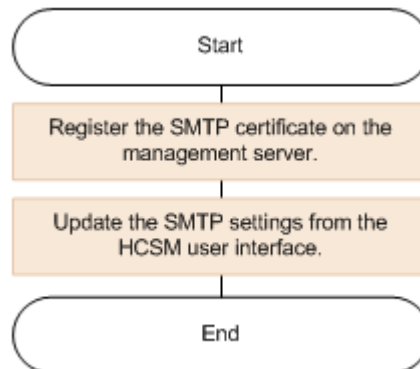 Start
Register the SMTP certificate on the
management server.
Update the SMTP settings from the
HCSM user interface.
End